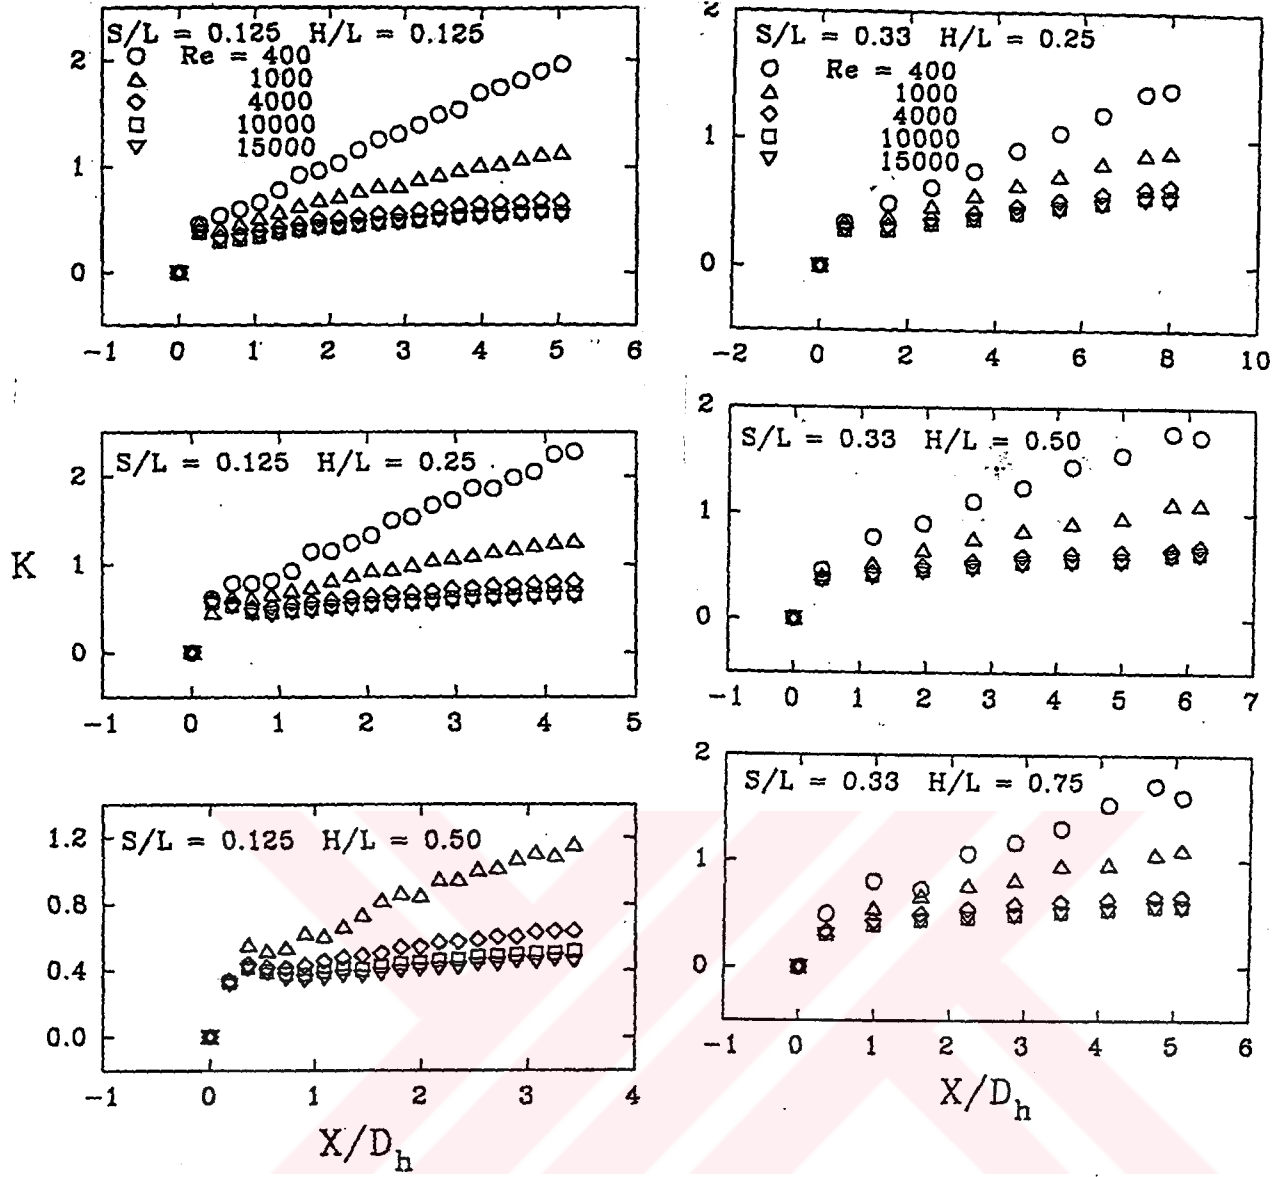 S/L = 0.125 H/L = 0.125
Re = 400
1000
4000
10000
15000
2
1
0
-1 0 1 2 3 4 5 6
S/L = 0.33 H/L = 0.25
Re = 400
1000
4000
10000
15000
2
1
0
-2 0 2 4 6 8 10
S/L = 0.125 H/L = 0.25
2
1
0
K
-1 0 1 2 3 4 5
S/L = 0.33 H/L = 0.50
2
1
0
-1 0 1 2 3 4 5 6 7
S/L = 0.125 H/L = 0.50
1.2
0.8
0.4
0.0
-1 0 1 2 3 4
X/Dh
S/L = 0.33 H/L = 0.75
2
1
0
-1 0 1 2 3 4 5 6
X/Dh